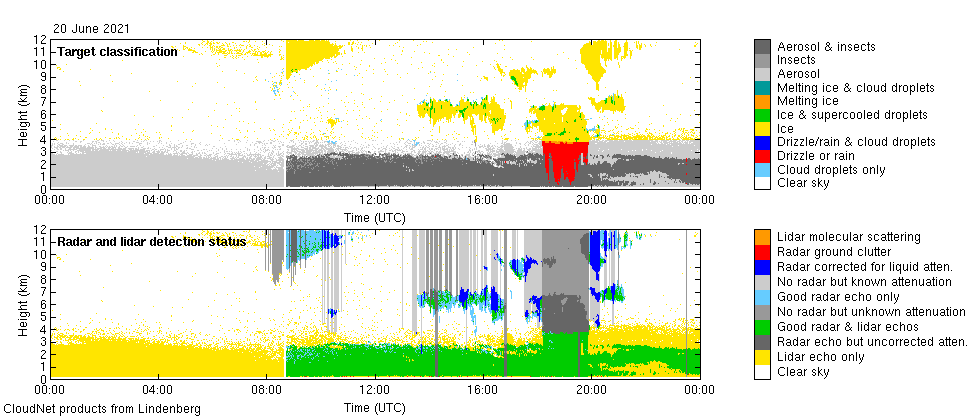 20 June 2021
Target classification
Height (km)
12
11
10
9
8
7
6
5
4
3
2
1
0
00:00 04:00 08:00 12:00 16:00 20:00 00:00
Time (UTC)
Aerosol & insects
Insects
Aerosol
Melting ice & cloud droplets
Melting ice
Ice & supercooled droplets
Ice
Drizzle/rain & cloud droplets
Drizzle or rain
Cloud droplets only
Clear sky
Radar and lidar detection status
Height (km)
12
11
10
9
8
7
6
5
4
3
2
1
0
00:00 04:00 08:00 12:00 16:00 20:00 00:00
Time (UTC)
Lidar molecular scattering
Radar ground clutter
Radar corrected for liquid atten.
No radar but known attenuation
Good radar echo only
No radar but unknown attenuation
Good radar & lidar echos
Radar echo but uncorrected atten.
Lidar echo only
Clear sky
CloudNet products from Lindenberg